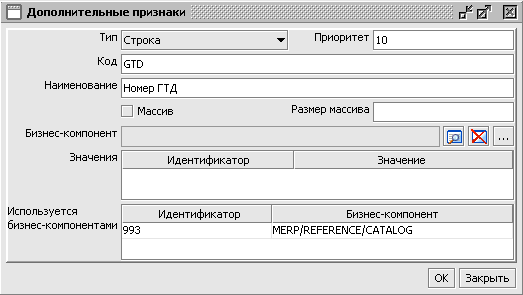 Дополнительные признаки
Тип Строка Приоритет 10
Код GTD
Наименование Номер ГТД
Массив Размер массива
Бизнес-компонент ...
Значения Идентификатор Значение
Используется
бизнес-компонентами
Идентификатор Бизнес-компонент
993 MERP/REFERENCE/CATALOG
OK Закрыть